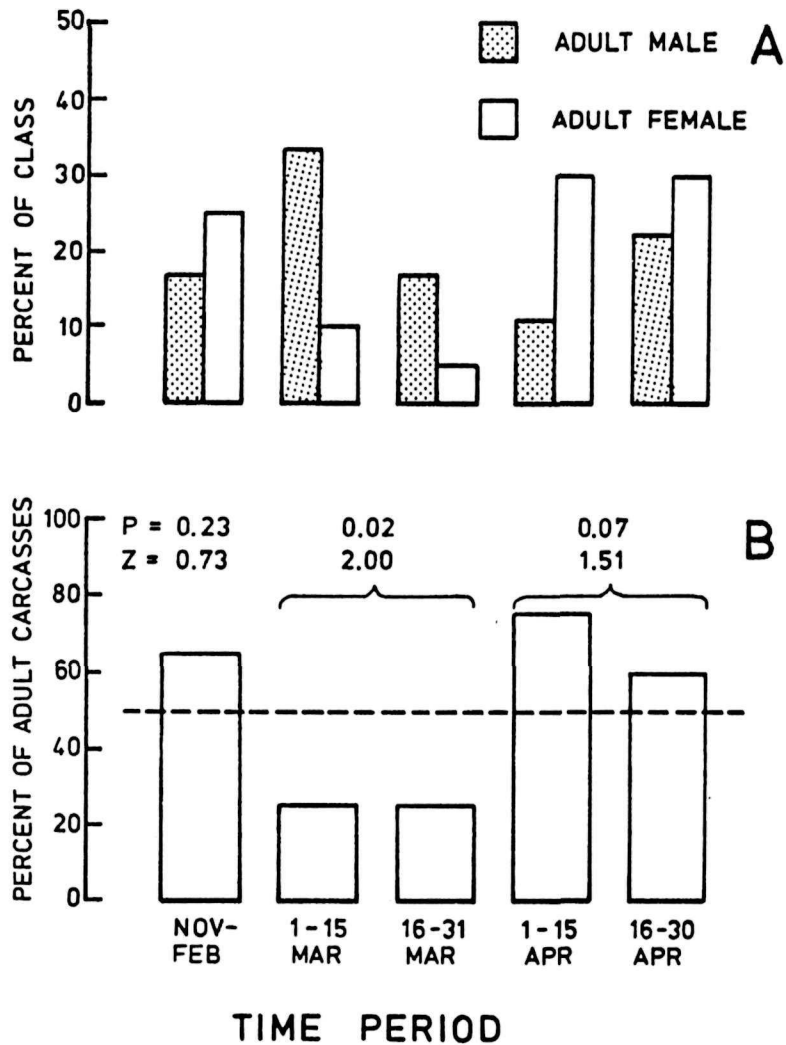 50
40
30
20
10
0
PERCENT OF CLASS
ADULT MALE
ADULT FEMALE
A
100
80
60
40
20
0
PERCENT OF ADULT CARCASSES
P = 0.23 0.02 0.07
Z = 0.73 2.00 1.51
B
NOV-FEB
1-15 MAR
16-31 MAR
1-15 APR
16-30 APR
TIME PERIOD